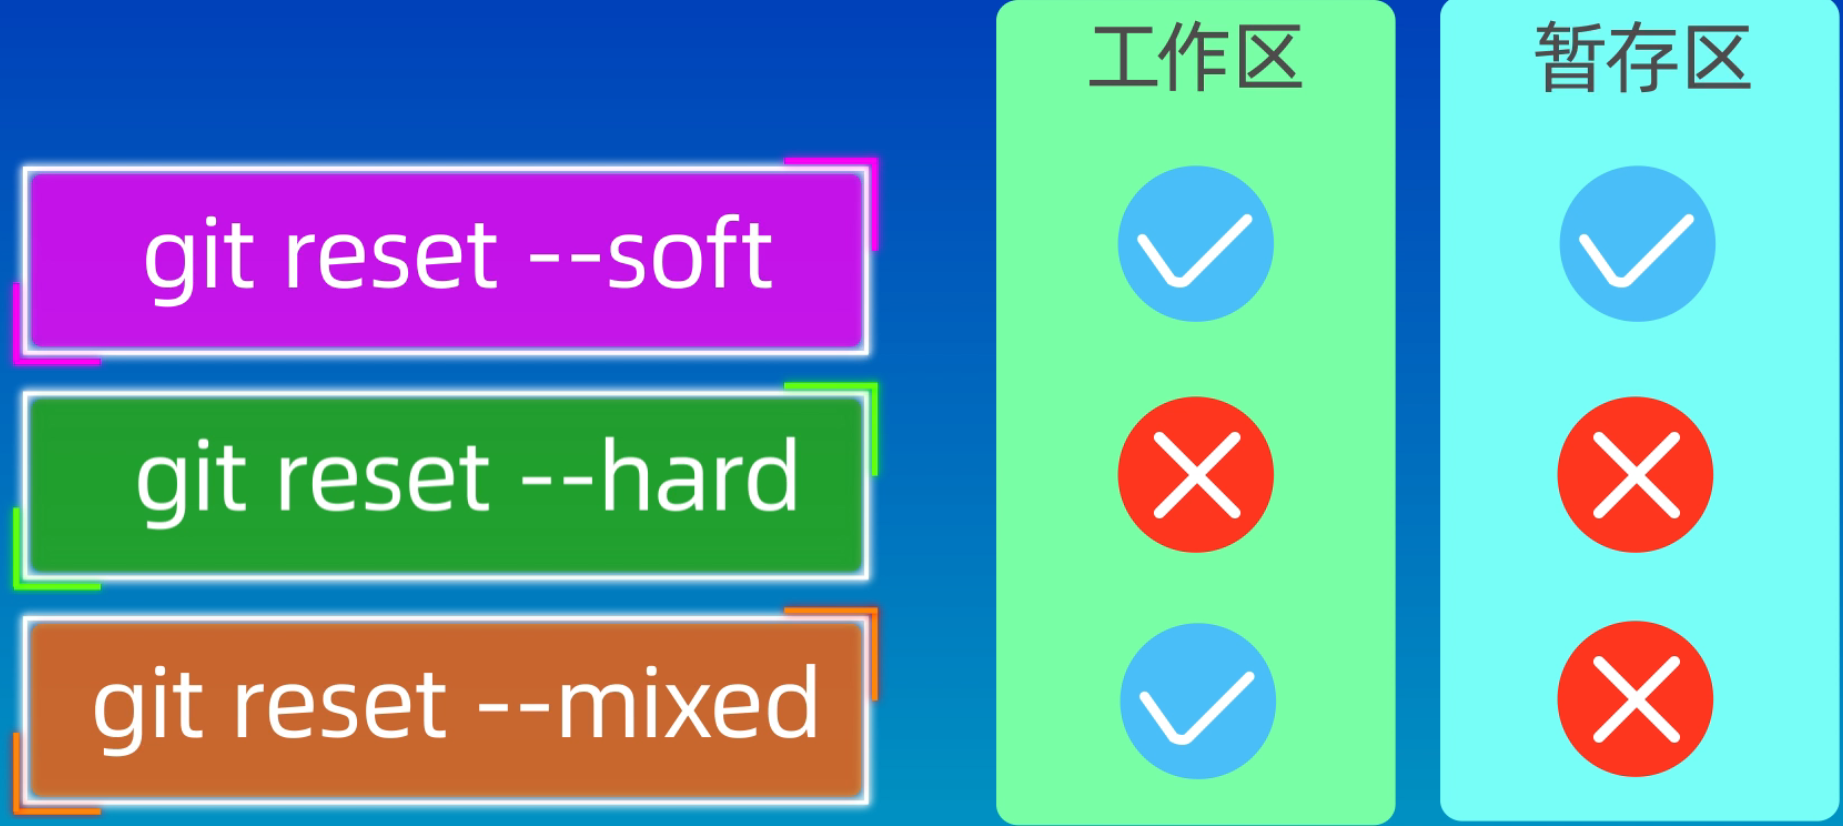 工作区
暂存区
git reset --soft
git reset --hard
git reset --mixed